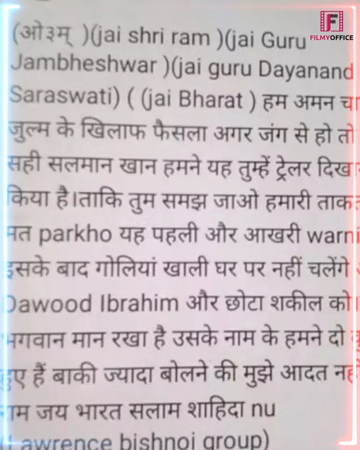 FILMYOFFICE
(ओ३म् )(jai shri ram )(jai Guru
Jambheshwar )(jai guru Dayanand
Saraswati) ( (jai Bharat ) हम अमन
जुल्म के खिलाफ फैसला अगर जंग से हो तो
सही सलमान खान हमने यह तुम्हें ट्रेलर
किया है।ताकि तुम समझ जाओ हमारी
मत parkho यह पहली और आखरी
इसके बाद गोलियां खाली घर पर नहीं चलेंगे
Dawood Ibrahim और छोटा शकील को
भगवान मान रखा है उसके नाम के हमने दो
हुए हैं बाकी ज्यादा बोलने की मुझे आदत
जय भारत सलाम शाहिदा nu
(Lawrence bishnoi group)